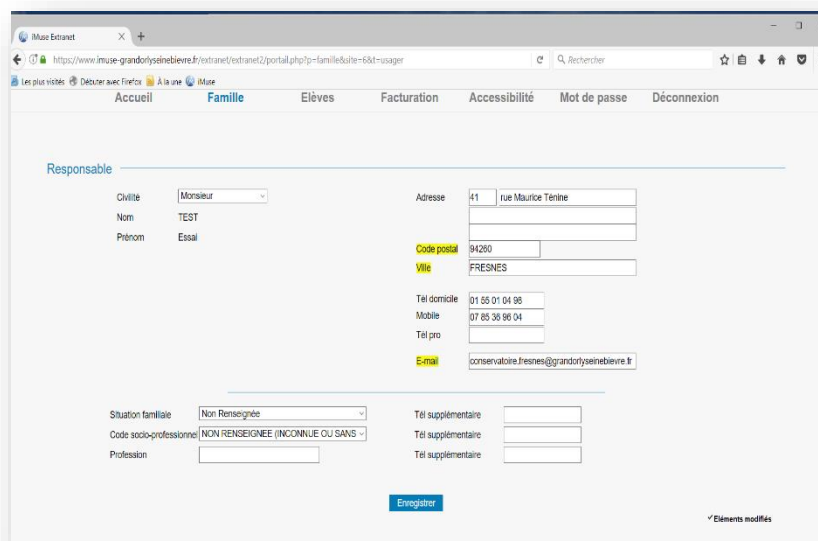 iMuse Extranet
https://www.imuse-grandorlyseinebievre.fr/extranet/extranet2/portail.php?p=famille&site=6&t=usager
Rechercher
Les plus visités Débuter avec Firefox À la une iMuse
Accueil Famille Elèves Facturation Accessibilité Mot de passe Déconnexion
Responsable
Civilité Monsieur Adresse 41 rue Maurice Ténine
Nom TEST
Prénom Essai
Code postal 94260
Ville FRESNES
Tél domicile 01 55 01 04 98
Mobile 07 85 36 96 04
Tél pro
E-mail conservatoire.fresnes@grandorlyseinebievre.fr
Situation familiale Non Renseignée Tél supplémentaire
Code socio-professionnel NON RENSEIGNEE (INCONNUE OU SANS Tél supplémentaire
Profession Tél supplémentaire
Enregistrer
Eléments modifiés